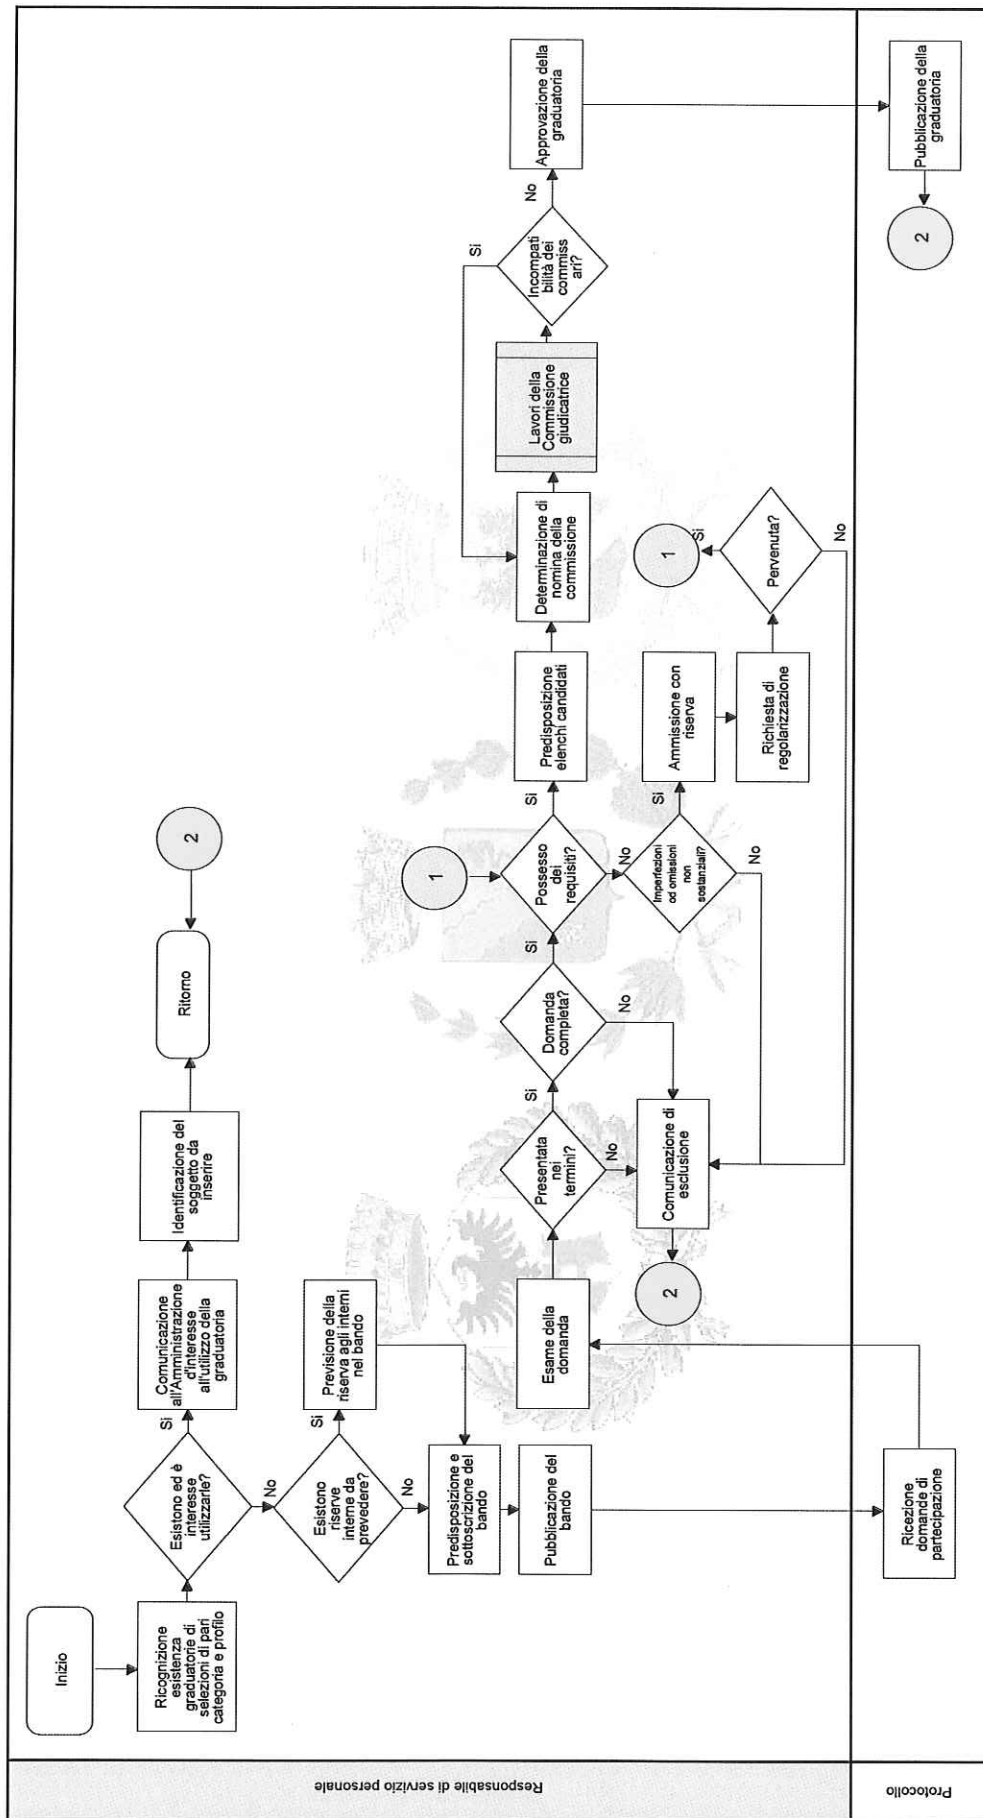 Responsabile di servizio personale
Protocollo
Inizio
Ricognizione
esistenza
graduatorie di
selezioni di pari
categoria e profilo
Esistono ed è
interesse
utilizzarle?
Si
No
Comunicazione
all'Amministrazione
d'interesse
all'utilizzo della
graduatoria
Identificazione del
soggetto da
inserire
Ritorno
2
Esistono
riserve
interne da
prevedere?
Si
No
Previsione della
riserva agli interni
nel bando
Predisposizione e
sottoscrizione del
bando
Pubblicazione del
bando
Ricezione
domande di
partecipazione
Esame della
domanda
Presentata
nei
termini?
Si
No
Domanda
completa?
Si
No
Comunicazione di
esclusione
2
1
Possesso
dei
requisiti?
Si
No
Imperfezioni
od omissioni
non
sostanziali?
Si
No
Ammissione con
riserva
Richiesta di
regolarizzazione
Pervenuta?
Si
No
1
Predisposizione
elenchi candidati
Determinazione di
nomina della
commissione
Lavori della
Commissione
giudicatrice
Incompati
bilità dei
commiss
ari?
Si
No
Approvazione della
graduatoria
Pubblicazione della
graduatoria
2